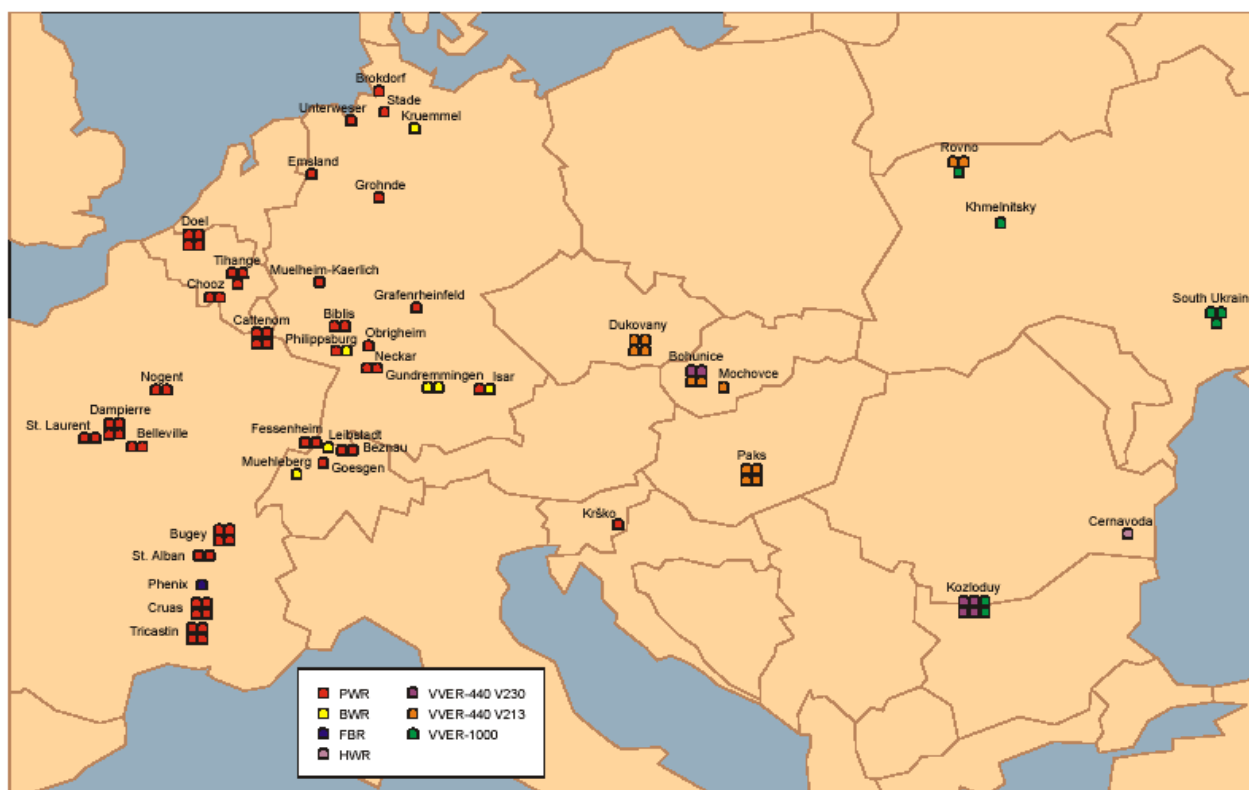 Brokdorf
Stade
Unterweser
Kruemmel
Emsland
Rovno
Grohnde
Khmelnitsky
Doel
Tihange
Muelheim-Kaerlich
Chooz
Grafenrheinfeld
South Ukrain
Cattenom
Biblis
Dukovany
Philippsburg
Obrigheim
Bohunice
Neckar
Mochovce
Nogent
Gundremmingen
Isar
Dampierre
St. Laurent
Belleville
Fessenheim
Leibstadt
Beznau
Muehleberg
Goesgen
Paks
Krško
Cernavoda
Bugey
St. Alban
Phenix
Kozloduy
Cruas
Tricastin
PWR
BWR
FBR
HWR
VVER-440 V230
VVER-440 V213
VVER-1000